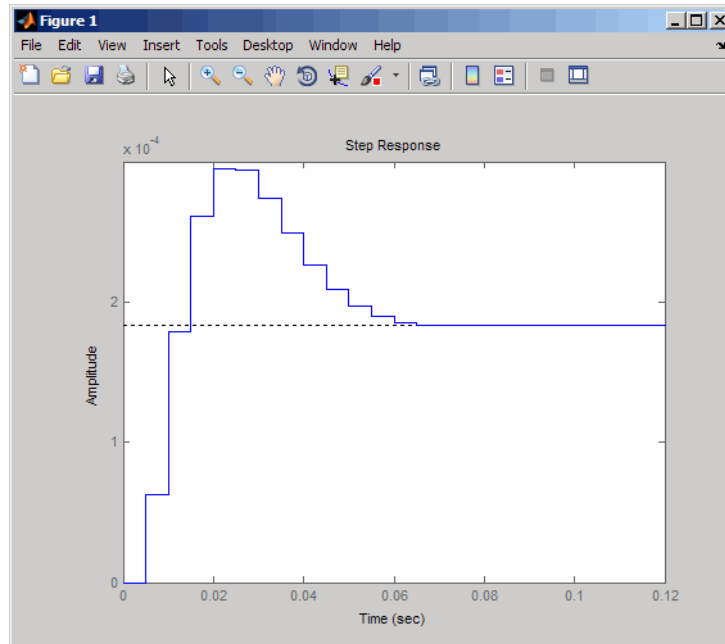 Figure 1
File Edit View Insert Tools Desktop Window Help
x 10⁻⁴
Step Response
2
1
0
Amplitude
0 0.02 0.04 0.06 0.08 0.1 0.12
Time (sec)